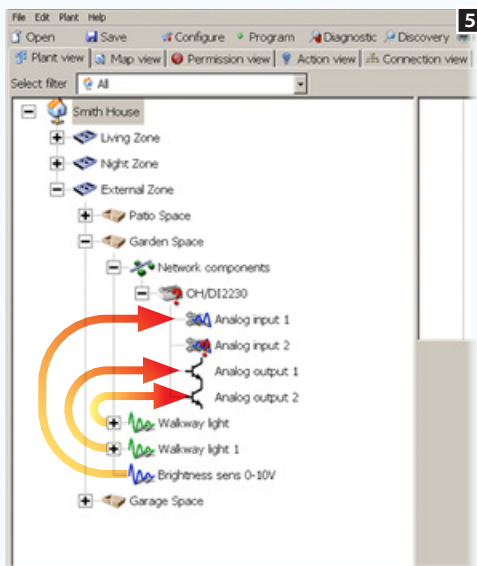 File Edit Plant Help
5
Open Save Configure Program Diagnostic Discovery
Plant view Map view Permission view Action view Connection view
Select filter All
Smith House
Living Zone
Night Zone
External Zone
Patio Space
Garden Space
Network components
OH/DI2230
Analog input 1
Analog input 2
Analog output 1
Analog output 2
Walkway light
Walkway light 1
Brightness sens 0-10V
Garage Space